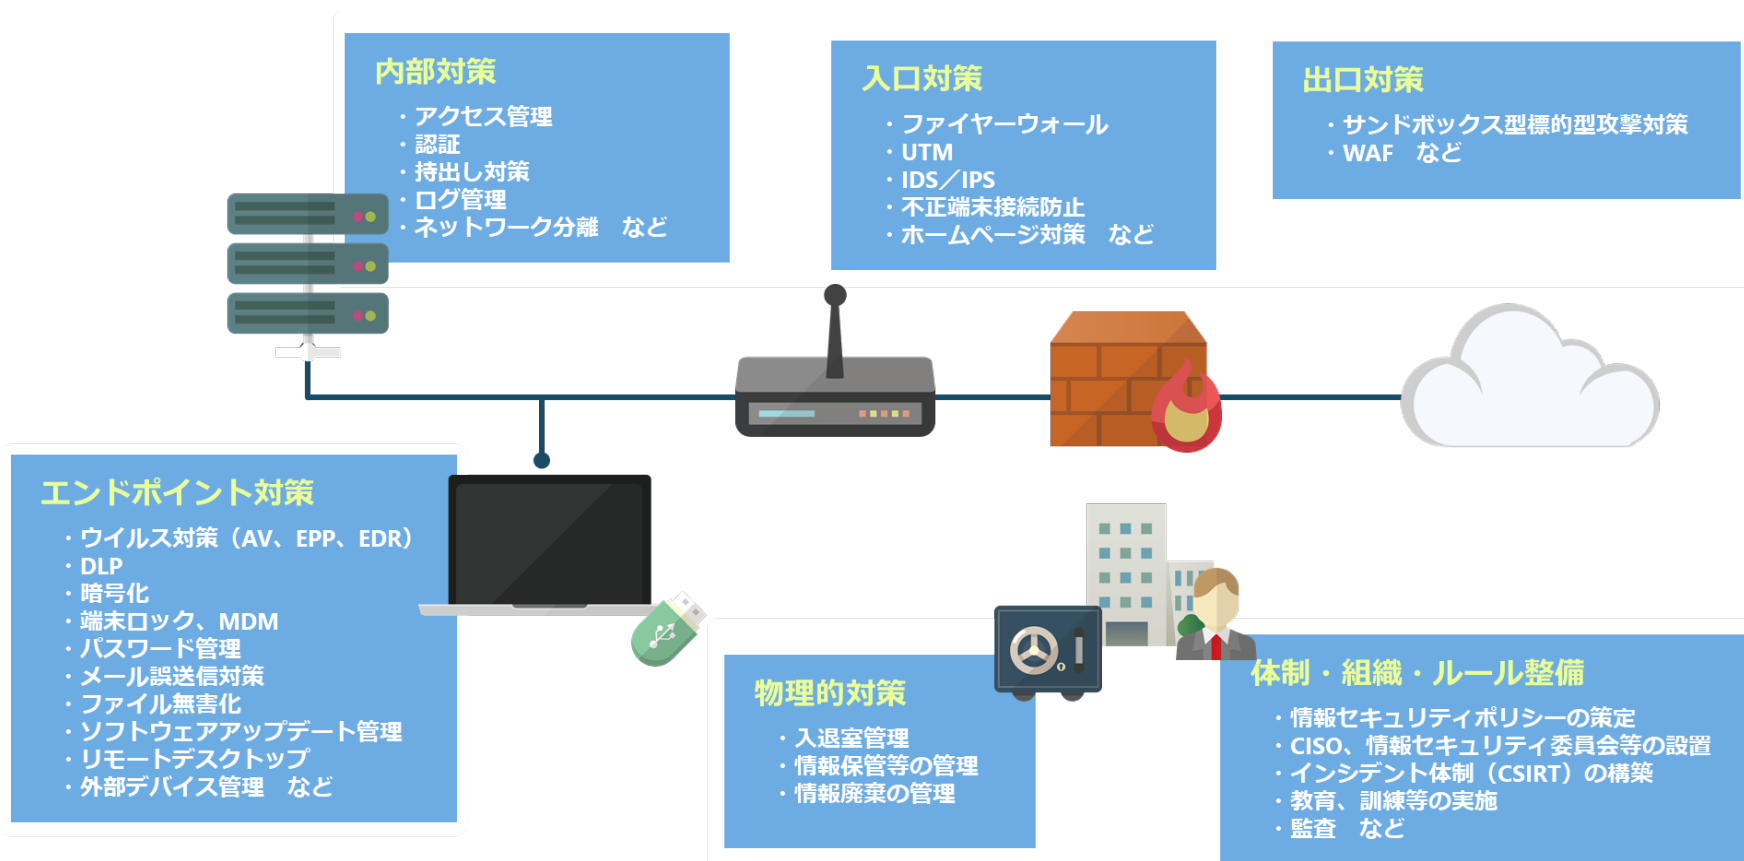 内部対策
・アクセス管理
・認証
・持出し対策
・ログ管理
・ネットワーク分離　など
入口対策
・ファイヤーウォール
・UTM
・IDS／IPS
・不正端末接続防止
・ホームページ対策　など
出口対策
・サンドボックス型標的型攻撃対策
・WAF　など
エンドポイント対策
・ウイルス対策（AV、EPP、EDR）
・DLP
・暗号化
・端末ロック、MDM
・パスワード管理
・メール誤送信対策
・ファイル無害化
・ソフトウェアアップデート管理
・リモートデスクトップ
・外部デバイス管理　など
物理的対策
・入退室管理
・情報保管等の管理
・情報廃棄の管理
体制・組織・ルール整備
・情報セキュリティポリシーの策定
・CISO、情報セキュリティ委員会等の設置
・インシデント体制（CSIRT）の構築
・教育、訓練等の実施
・監査　など